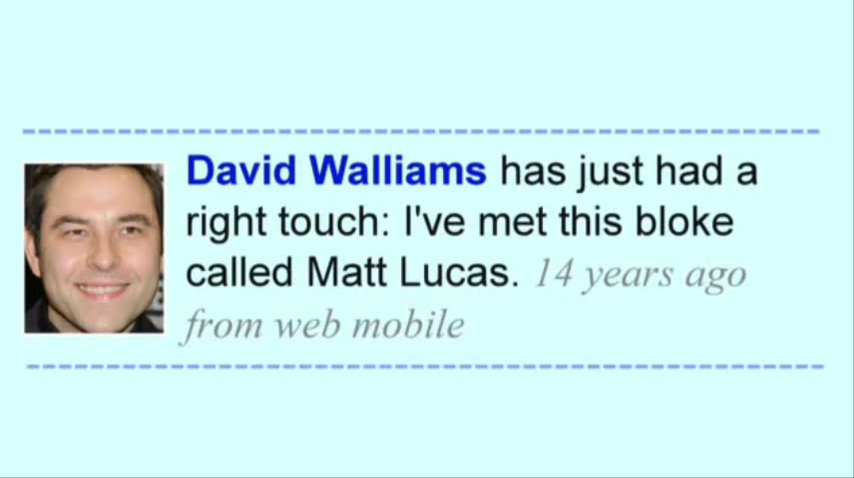 David Walliams has just had a
right touch: I've met this bloke
called Matt Lucas. 14 years ago
from web mobile